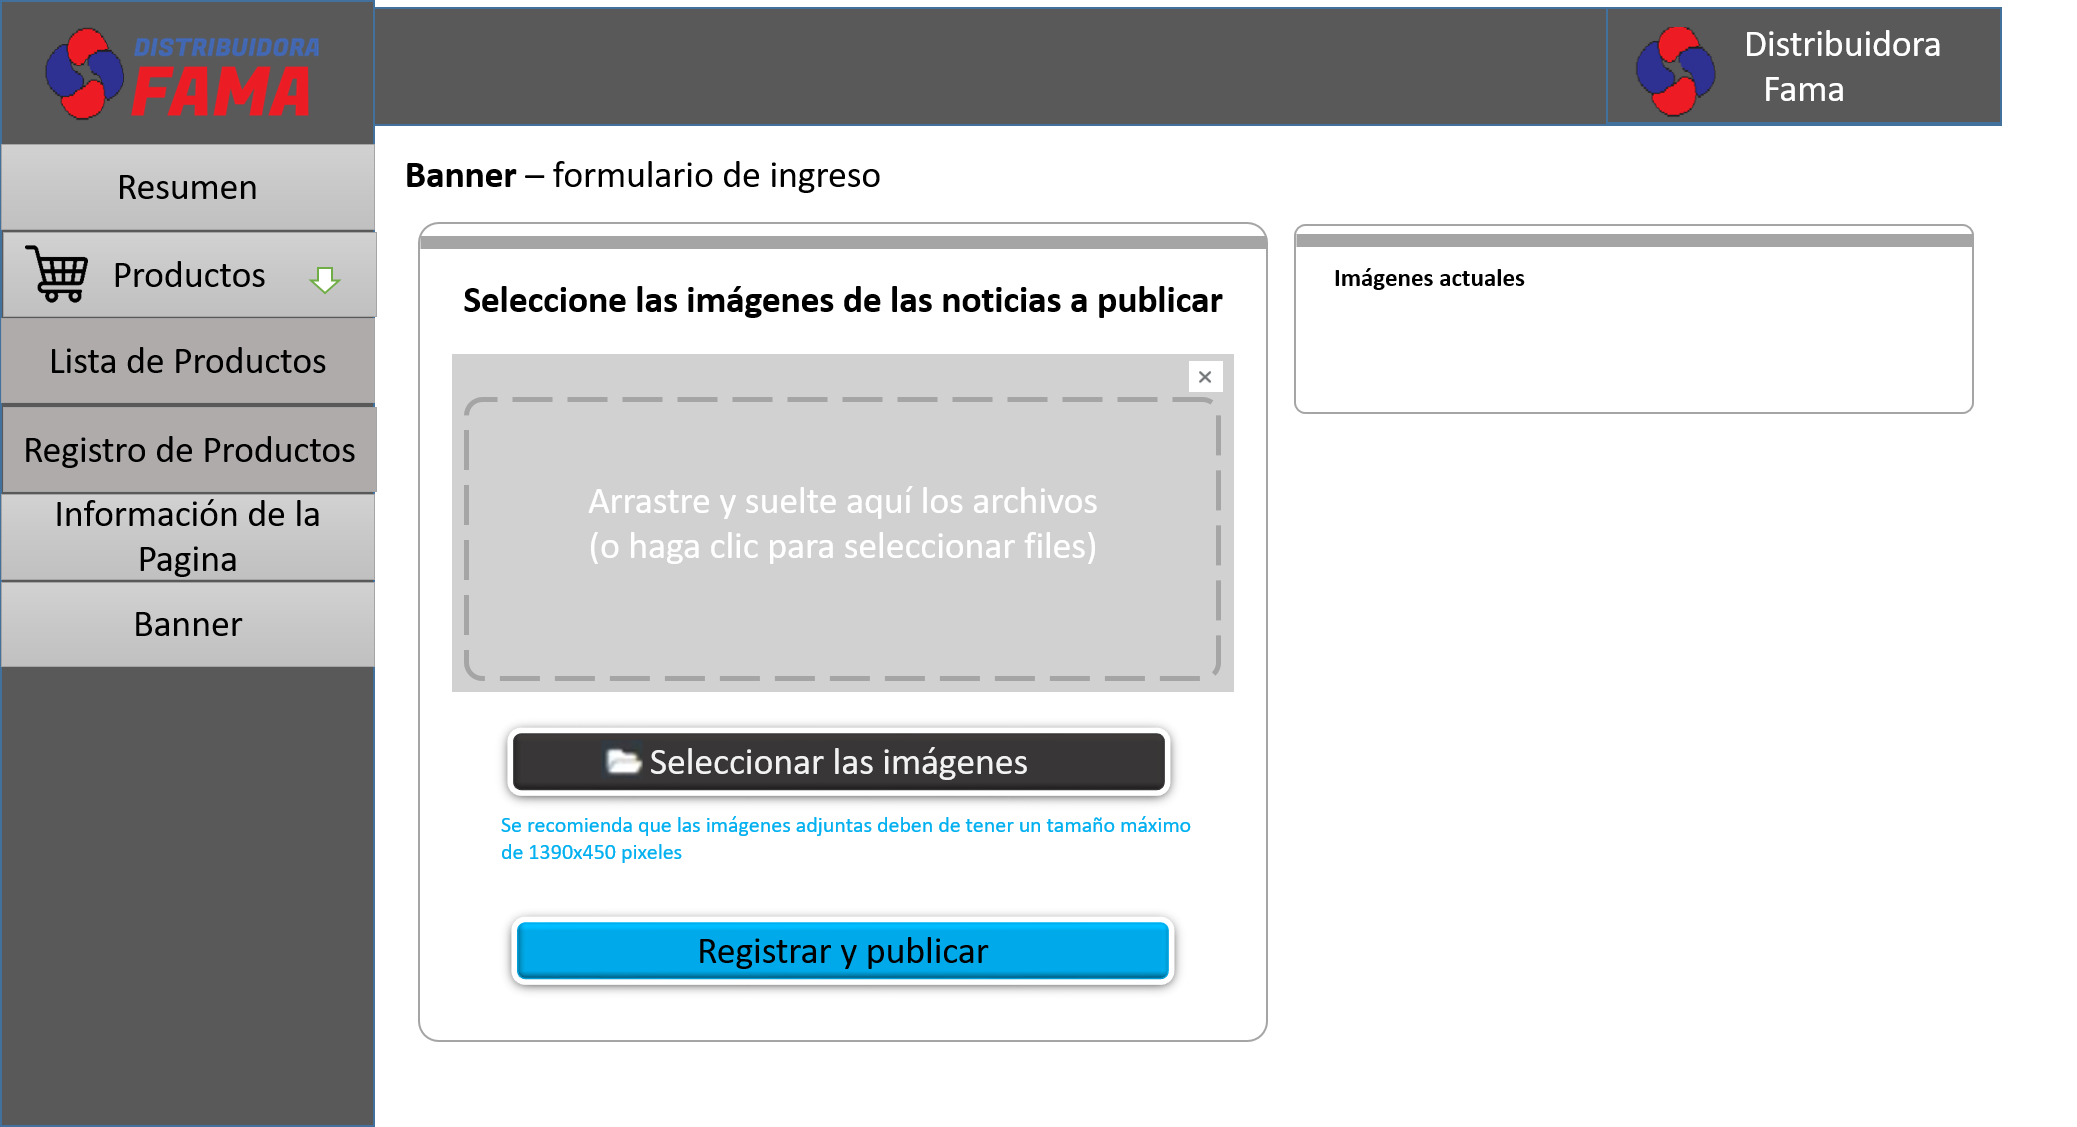 DISTRIBUIDORA
FAMA
Distribuidora
Fama
Resumen
Productos
Lista de Productos
Registro de Productos
Información de la
Pagina
Banner
Banner – formulario de ingreso
Seleccione las imágenes de las noticias a publicar
×
Arrastre y suelte aquí los archivos
(o haga clic para seleccionar files)
Seleccionar las imágenes
Se recomienda que las imágenes adjuntas deben de tener un tamaño máximo
de 1390x450 pixeles
Registrar y publicar
Imágenes actuales